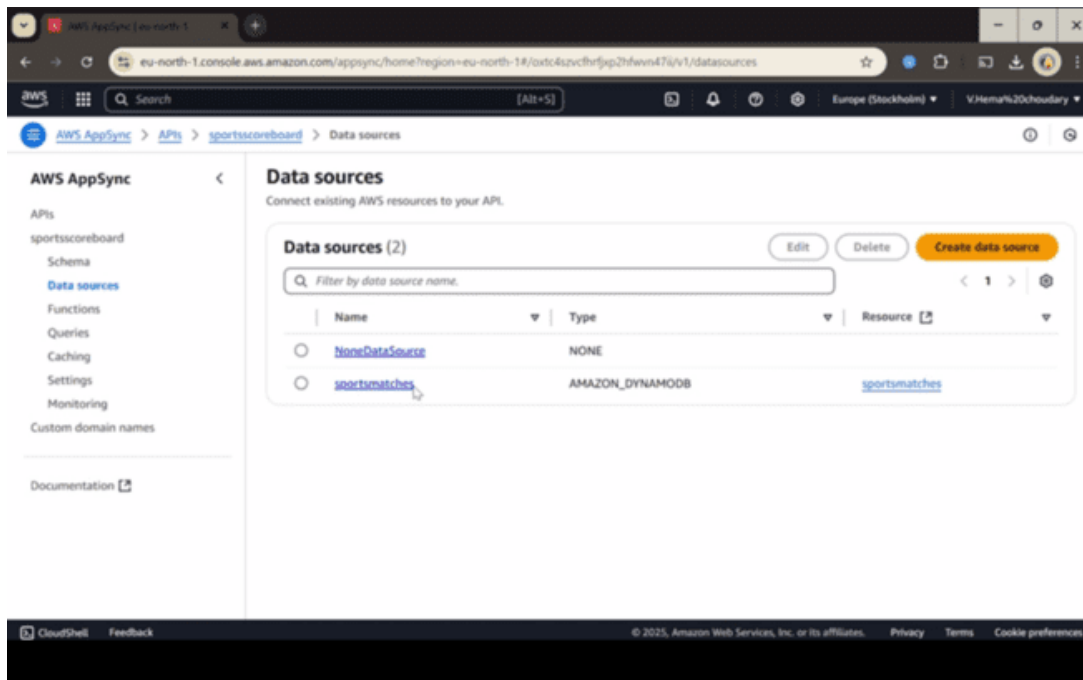 AWS AppSync | eu-north-1
eu-north-1.console.aws.amazon.com/appsync/home?region=eu-north-1#/
aws Search [Alt+S] Europe (Stockholm) V.Hema%20choudary
AWS AppSync > APIs > sportsscoreboard > Data sources
AWS AppSync
APIs
sportsscoreboard
Schema
Data sources
Functions
Queries
Caching
Settings
Monitoring
Custom domain names
Documentation
Data sources
Connect existing AWS resources to your API.
Data sources (2) Edit Delete Create data source
Filter by data source name. < 1 >
Name Type Resource
NoneDataSource NONE
sportsmatches AMAZON_DYNAMODB sportsmatches
CloudShell Feedback © 2025, Amazon Web Services, Inc. or its affiliates. Privacy Terms Cookie preferences